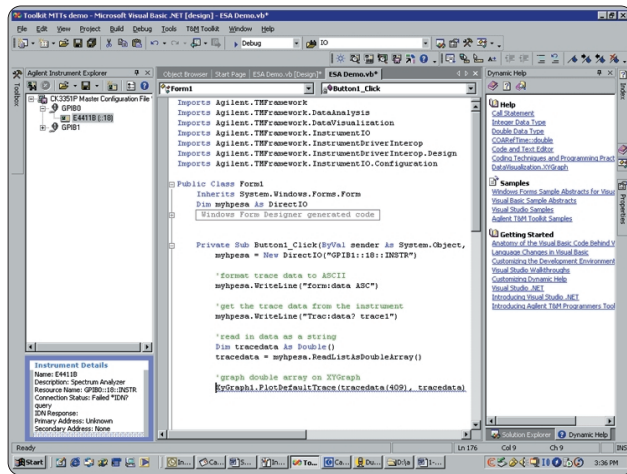 Toolkit MTTs demo - Microsoft Visual Basic .NET [design] - ESA Demo.vb*
File Edit View Project Build Debug Tools T&M Toolkit Window Help
Debug IO
Agilent Instrument Explorer
CK3351P Master Configuration File
GPIB0
E4411B (:18)
GPIB1
Instrument Details
Name: E4411B
Description: Spectrum Analyzer
Resource Name: GPIB0::18::INSTR
Connection Status: Failed *IDN?
query
IDN Response:
Primary Address: Unknown
Secondary Address: None
Toolbox
Object Browser Start Page ESA Demo.vb [Design]* ESA Demo.vb*
Form1 Button1_Click
Imports Agilent.TMFramework
Imports Agilent.TMFramework.DataAnalysis
Imports Agilent.TMFramework.DataVisualization
Imports Agilent.TMFramework.InstrumentIO
Imports Agilent.TMFramework.InstrumentDriverInterop
Imports Agilent.TMFramework.InstrumentDriverInterop.Design
Imports Agilent.TMFramework.InstrumentIO.Configuration
Public Class Form1
Inherits System.Windows.Forms.Form
Dim myhpesa As DirectIO
Windows Form Designer generated code
Private Sub Button1_Click(ByVal sender As System.Object,
myhpesa = New DirectIO("GPIB1::18::INSTR")
'format trace data to ASCII
myhpesa.WriteLine("form:data ASC")
'get the trace data from the instrument
myhpesa.WriteLine("Trac:data? trace1")
'read in data as a string
Dim tracedata As Double()
tracedata = myhpesa.ReadListAsDoubleArray()
'graph double array on XYGraph
XyGraph1.PlotDefaultTrace(tracedata(409), tracedata)
Dynamic Help
Help
Call Statement
Integer Data Type
Double Data Type
COARefTime::double
Code and Text Editor
Coding Techniques and Programming Pract
DataVisualization.XYGraph
Samples
Windows Forms Sample Abstracts for Visua
Visual Basic Sample Abstracts
Visual Studio Samples
Agilent T&M Toolkit Samples
Getting Started
Anatomy of the Visual Basic Code Behind V
Language Changes in Visual Basic
Customizing the Development Environment
Visual Studio Walkthroughs
Customizing Dynamic Help
Visual Studio .NET
Introducing Visual Studio .NET
Introducing Agilent T&M Programmers Tool
Solution Explorer Dynamic Help
Index
Properties
Ready Ln 176 Col 9 Ch 9 INS
Start
3:36 PM